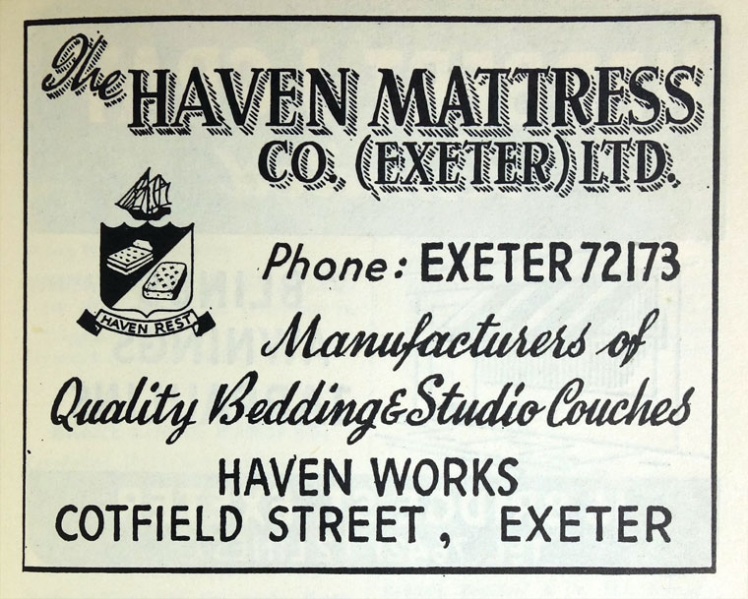 The HAVEN MATTRESS
CO. (EXETER) LTD.
HAVEN REST
Phone: EXETER 72173
Manufacturers of
Quality Bedding & Studio Couches
HAVEN WORKS
COTFIELD STREET, EXETER